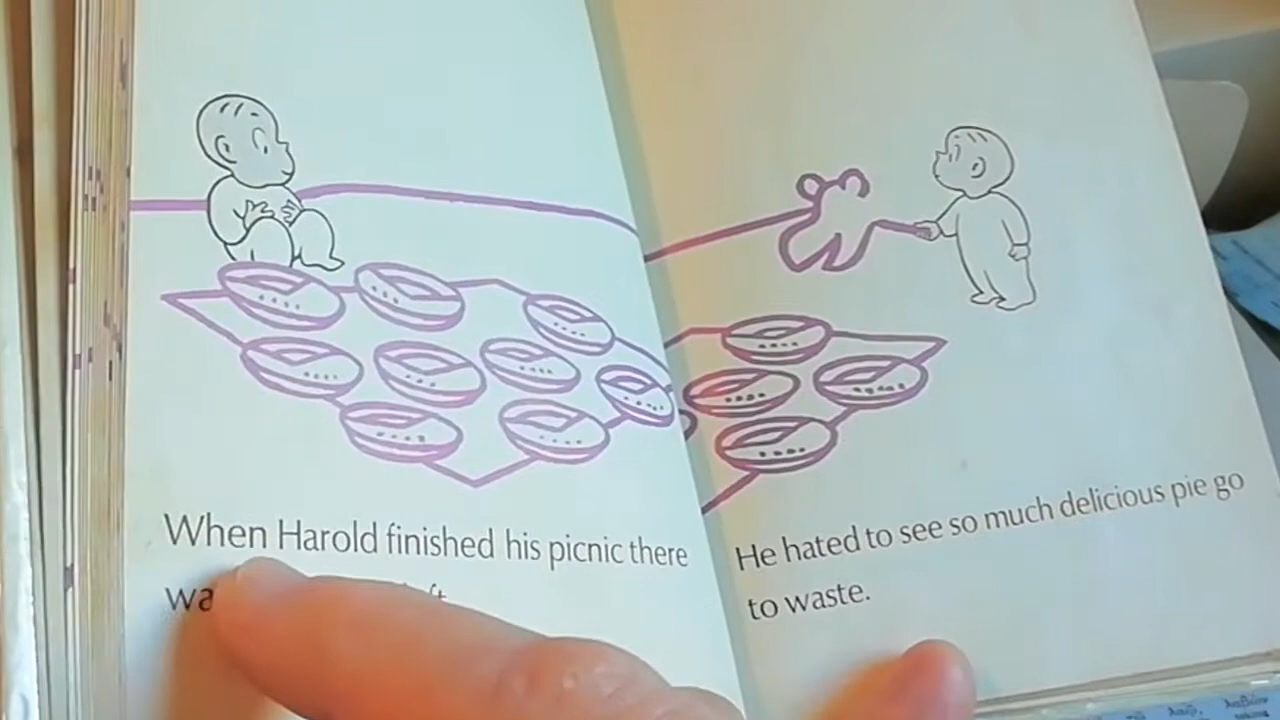 When Harold finished his picnic there
wa
He hated to see so much delicious pie go
to waste.